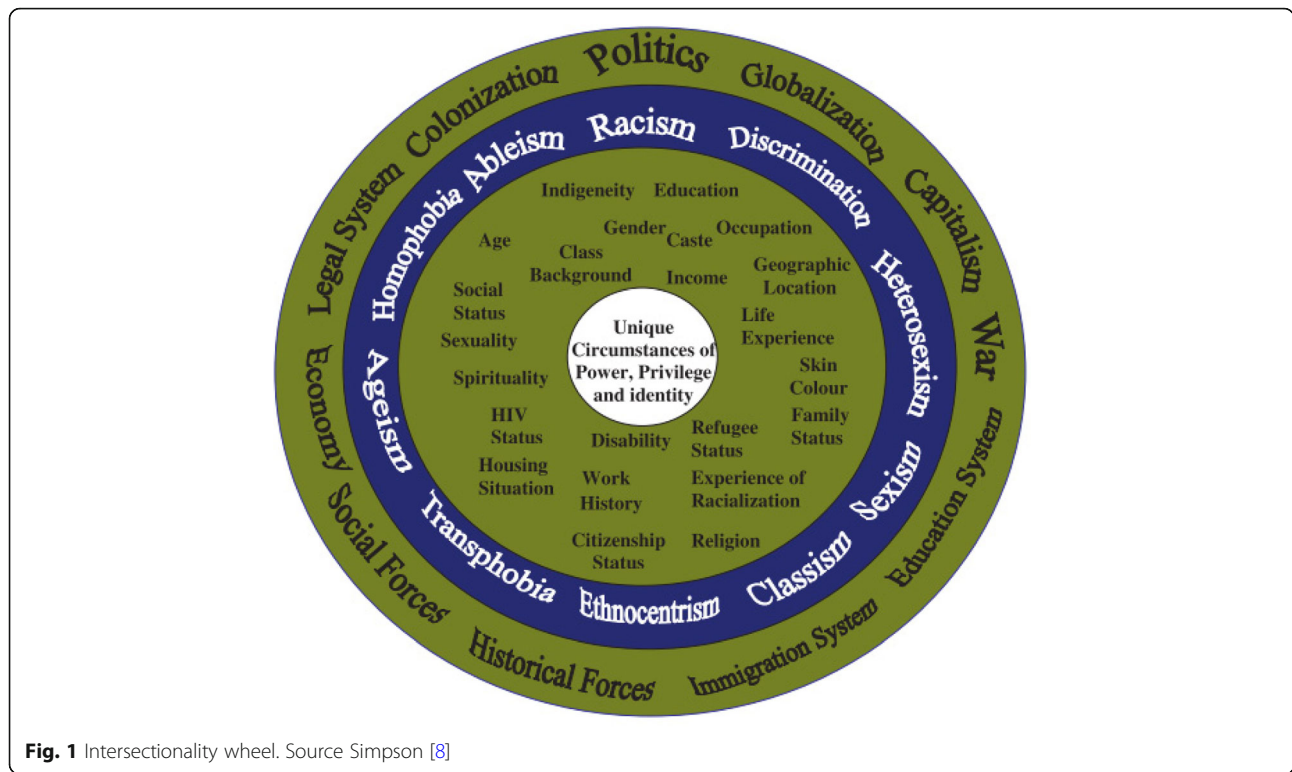 Politics
Globalization
Capitalism
War
Education System
Immigration System
Historical Forces
Social Forces
Economy
Legal System
Colonization
Racism
Discrimination
Heterosexism
Sexism
Classism
Ethnocentrism
Transphobia
Ageism
Homophobia
Ableism
Indigeneity
Education
Age
Gender
Caste
Occupation
Class
Background
Income
Geographic
Location
Social
Status
Life
Experience
Sexuality
Skin
Colour
Spirituality
HIV
Status
Family
Status
Disability
Refugee
Status
Housing
Situation
Work
History
Experience of
Racialization
Citizenship
Status
Religion
Unique
Circumstances of
Power, Privilege
and identity
Fig. 1 Intersectionality wheel. Source Simpson [8]